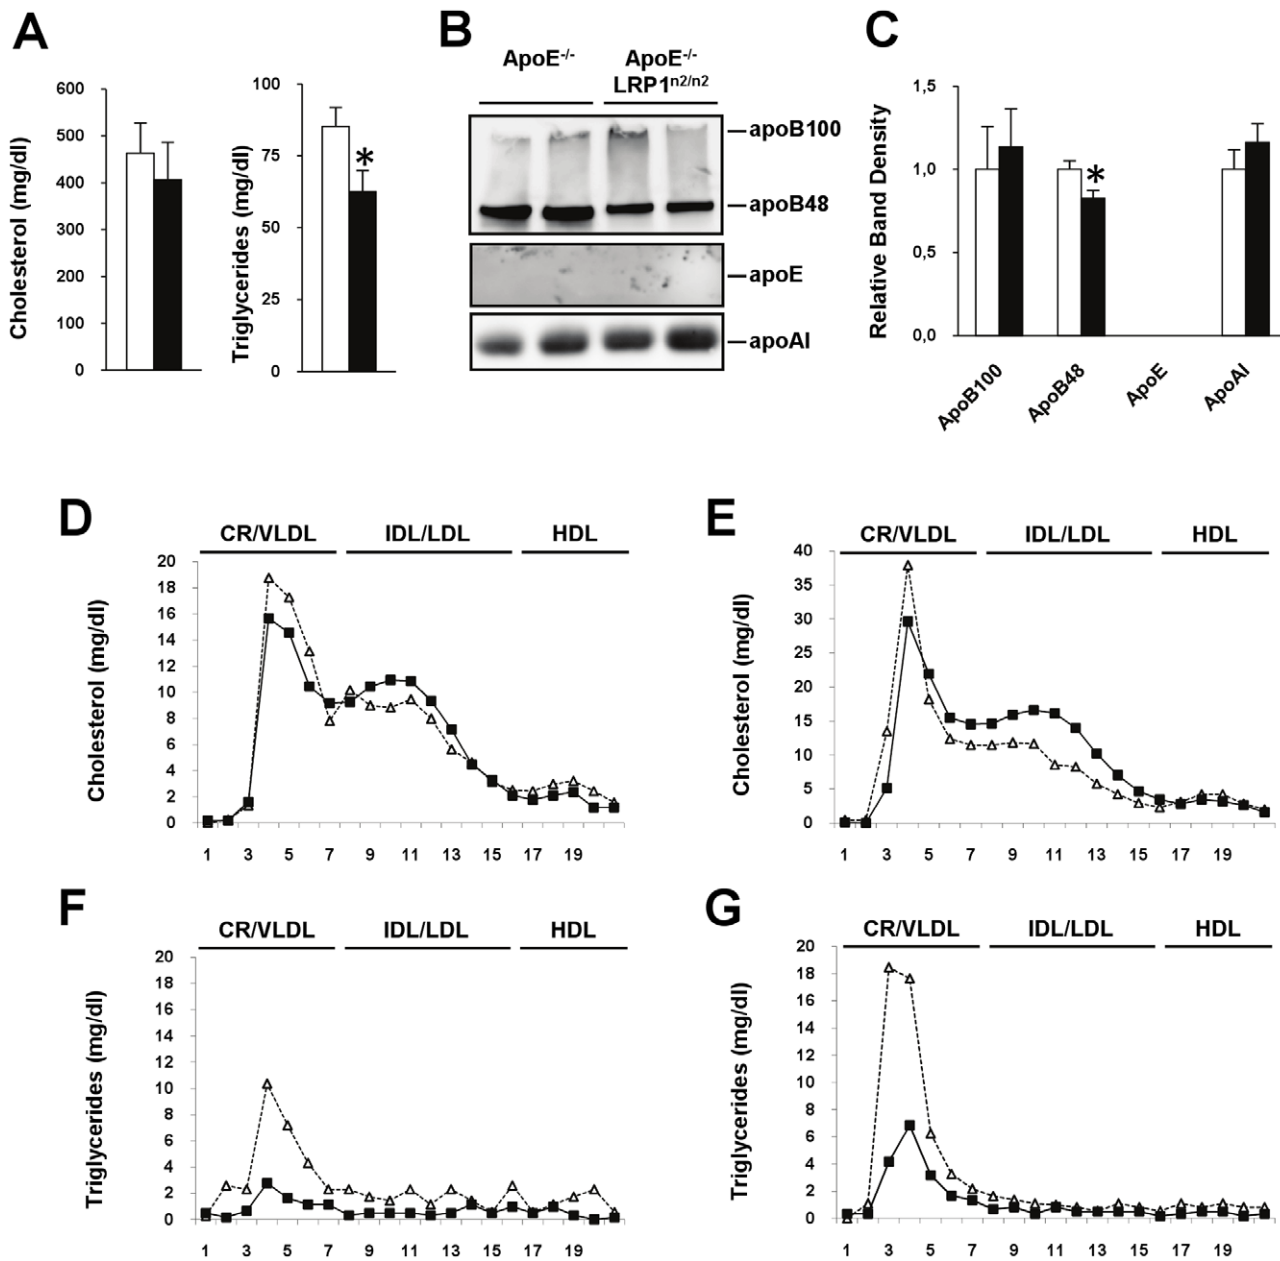 A
Cholesterol (mg/dl)
600
500
400
300
200
100
0
Triglycerides (mg/dl)
100
75
50
25
0
*
B
ApoE-/-
ApoE-/-
LRP1n2/n2
apoB100
apoB48
apoE
apoAI
C
Relative Band Density
1,5
1,0
0,5
0,0
*
ApoB100
ApoB48
ApoE
ApoAI
D
CR/VLDL
IDL/LDL
HDL
Cholesterol (mg/dl)
20
18
16
14
12
10
8
6
4
2
0
1 3 5 7 9 11 13 15 17 19
E
CR/VLDL
IDL/LDL
HDL
Cholesterol (mg/dl)
40
35
30
25
20
15
10
5
0
1 3 5 7 9 11 13 15 17 19
F
CR/VLDL
IDL/LDL
HDL
Triglycerides (mg/dl)
20
18
16
14
12
10
8
6
4
2
0
1 3 5 7 9 11 13 15 17 19
G
CR/VLDL
IDL/LDL
HDL
Triglycerides (mg/dl)
20
18
16
14
12
10
8
6
4
2
0
1 3 5 7 9 11 13 15 17 19